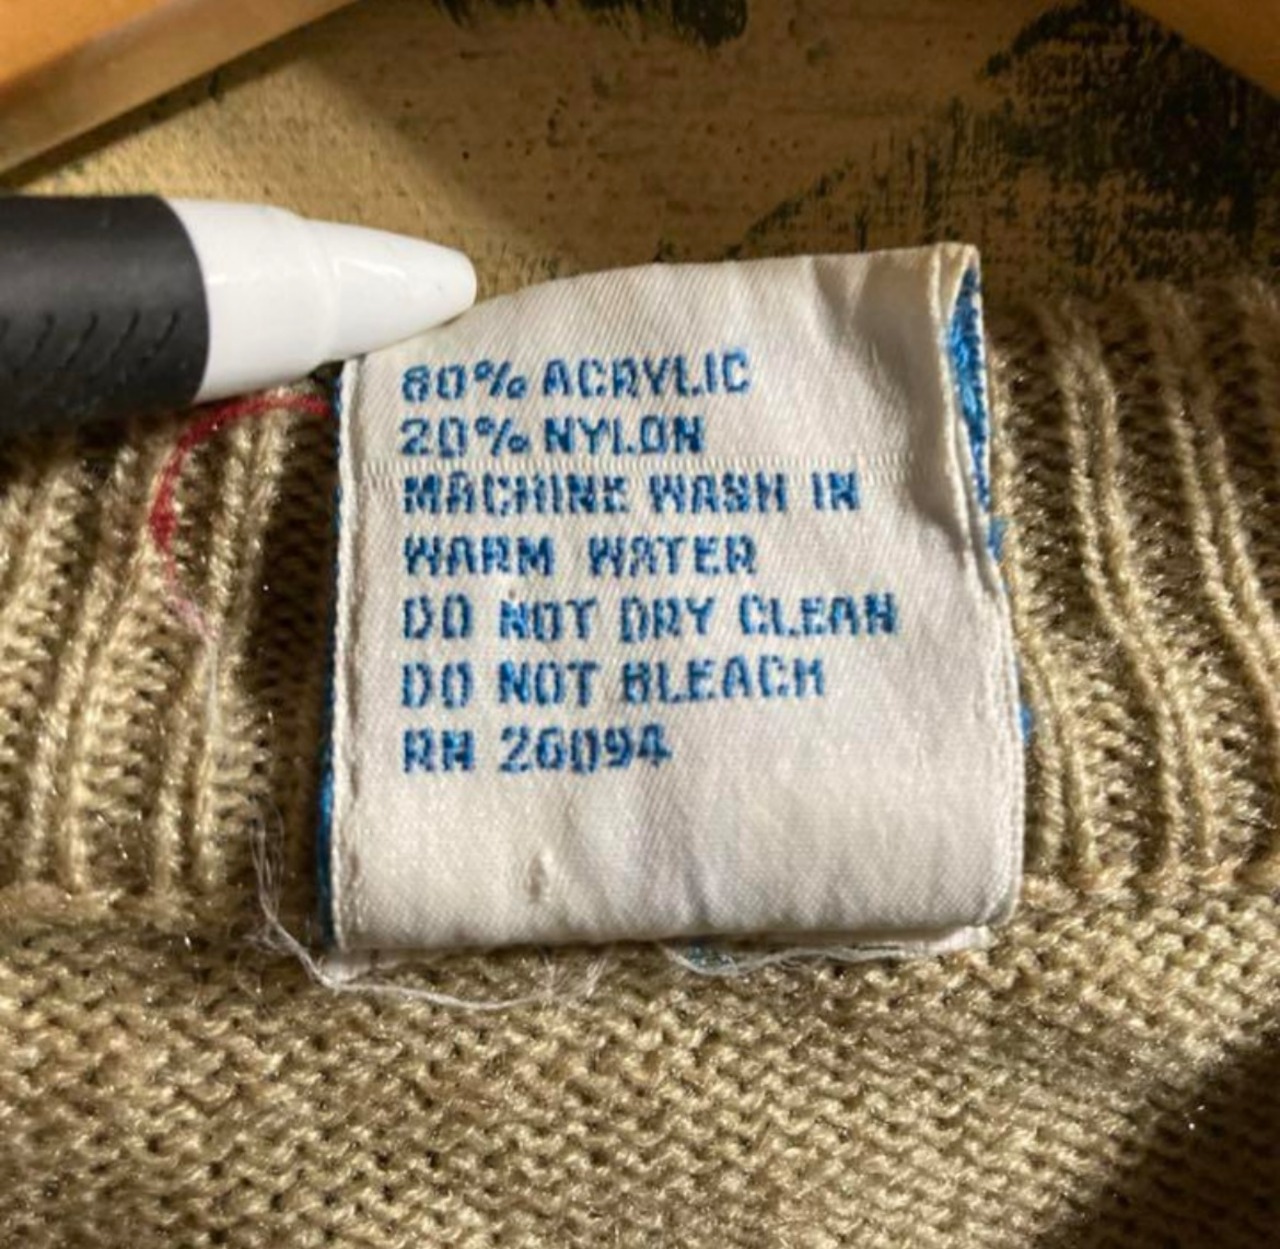 80% ACRYLIC
20% NYLON
MACHINE WASH IN
WARM WATER
DO NOT DRY CLEAN
DO NOT BLEACH
RN 26094